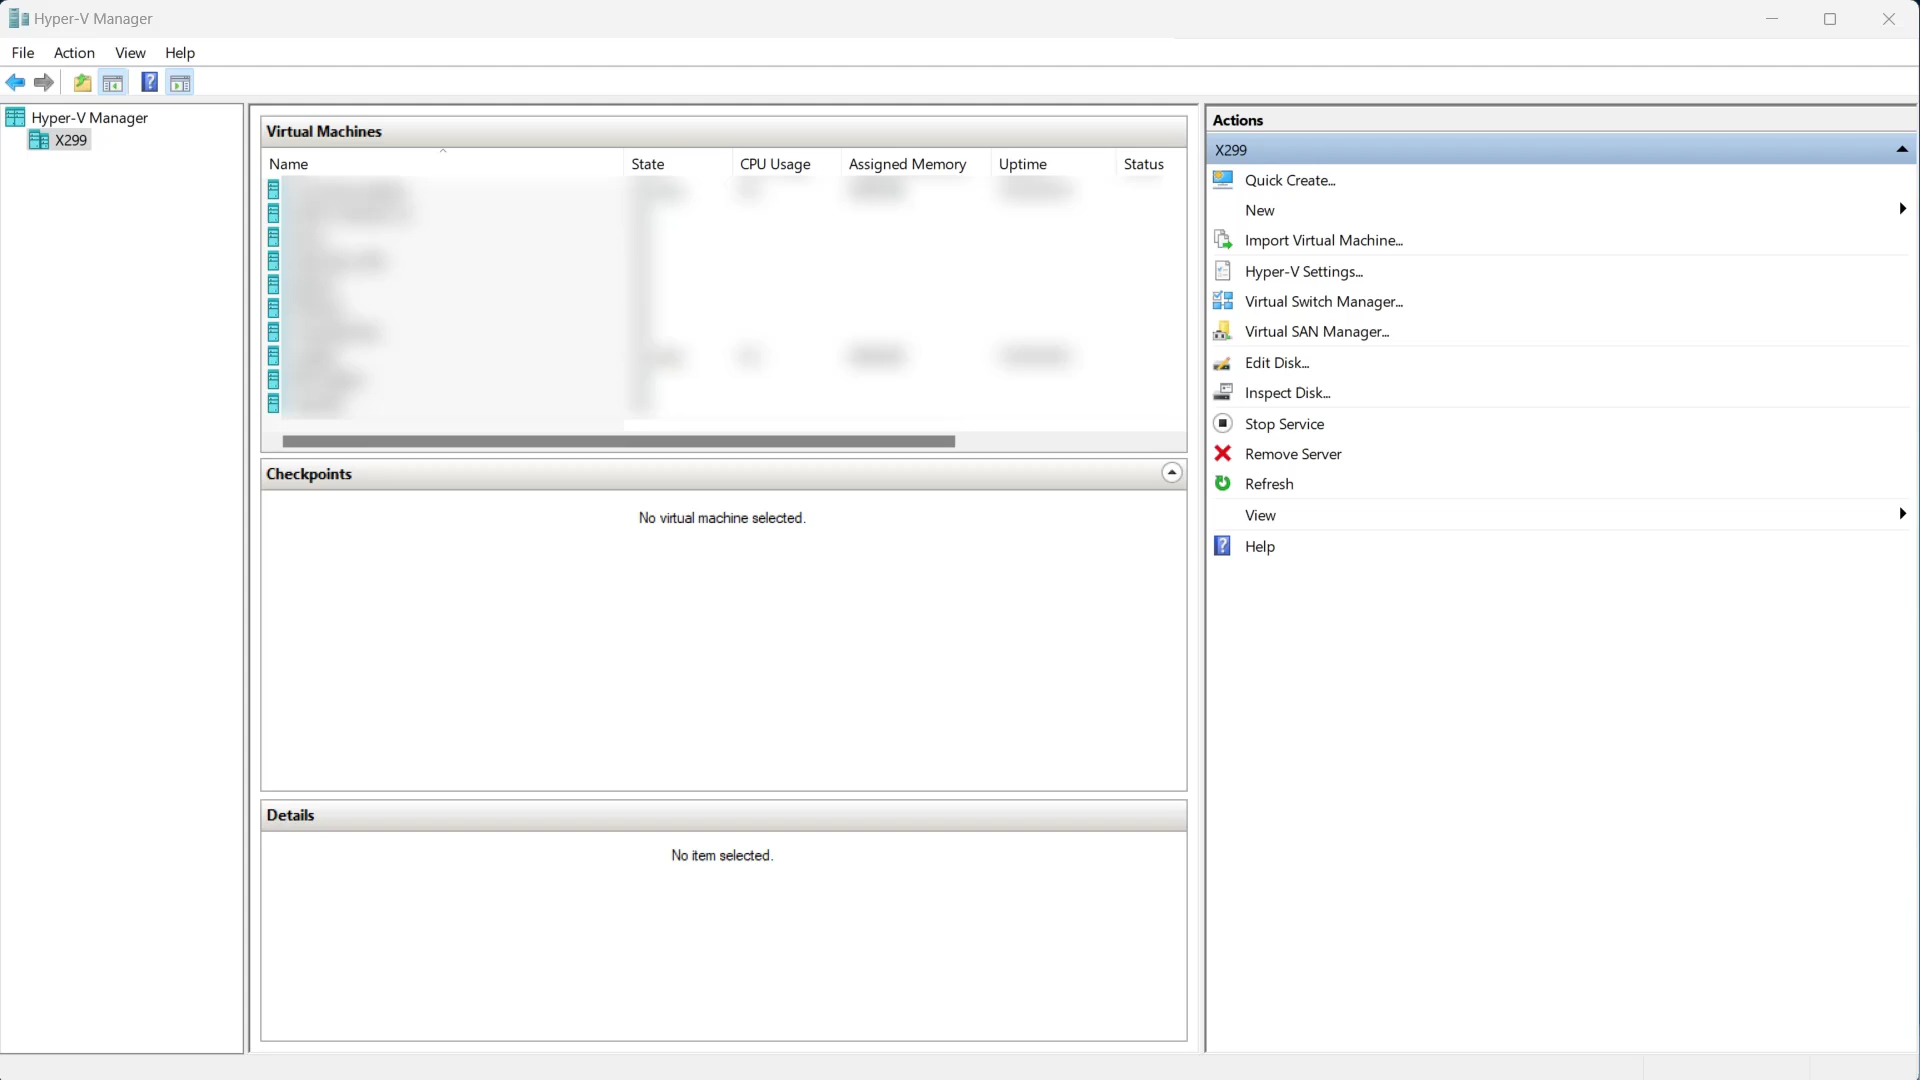 Hyper-V Manager
File Action View Help
Hyper-V Manager
X299
Virtual Machines
Name State CPU Usage Assigned Memory Uptime Status
Checkpoints
No virtual machine selected.
Details
No item selected.
Actions
X299
Quick Create...
New
Import Virtual Machine...
Hyper-V Settings...
Virtual Switch Manager...
Virtual SAN Manager...
Edit Disk...
Inspect Disk...
Stop Service
Remove Server
Refresh
View
Help